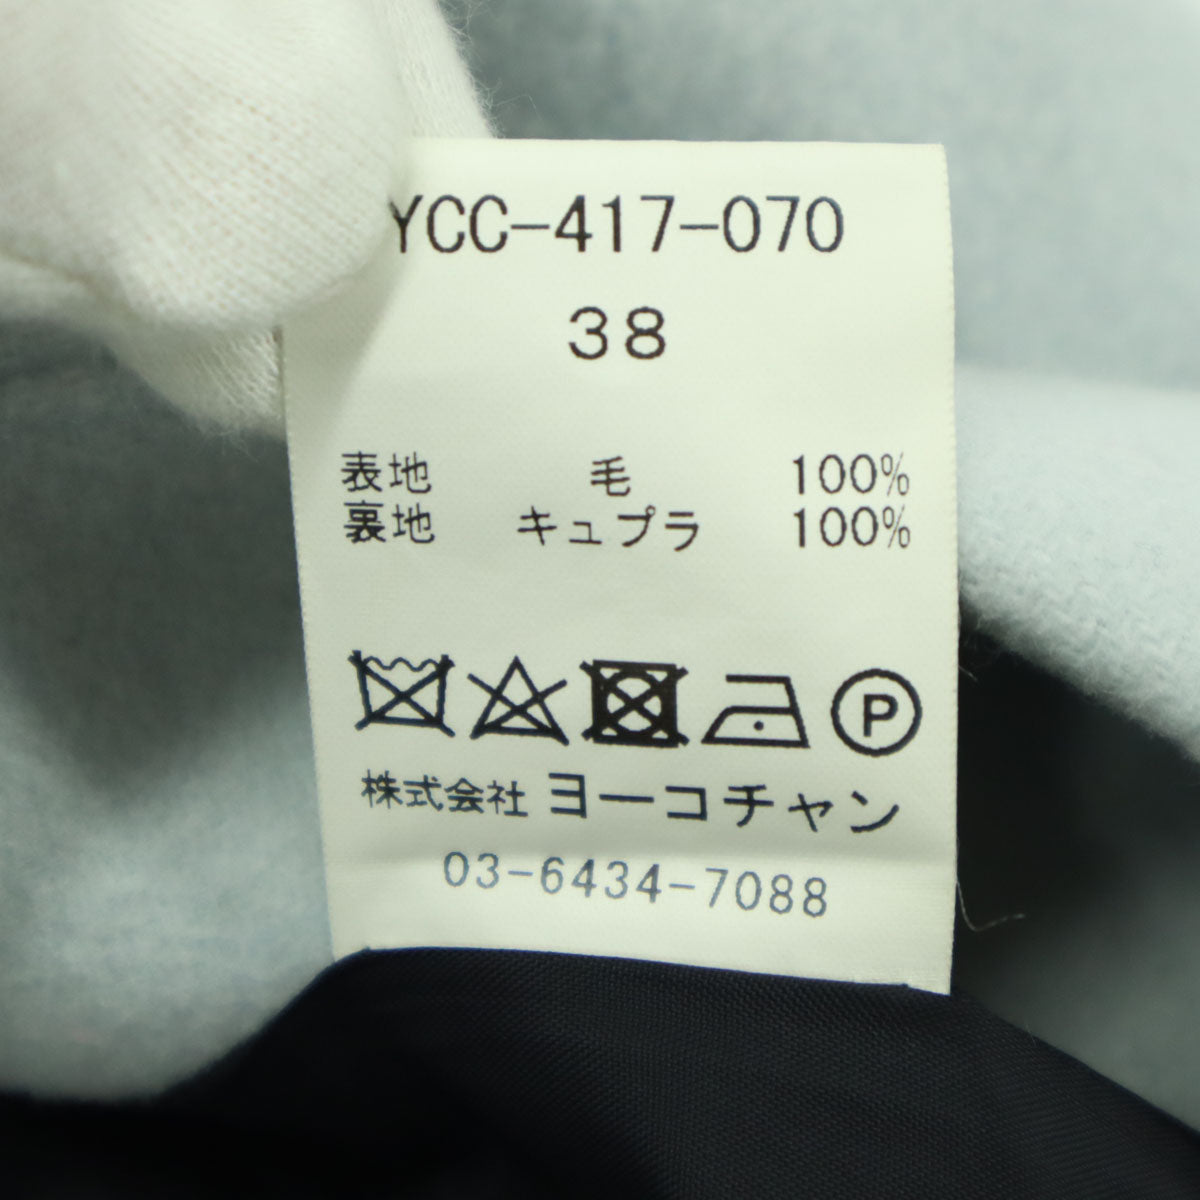 YCC-417-070
38
表地 毛 100%
裏地 キュプラ 100%
P
株式会社 ヨーコチャン
03-6434-7088